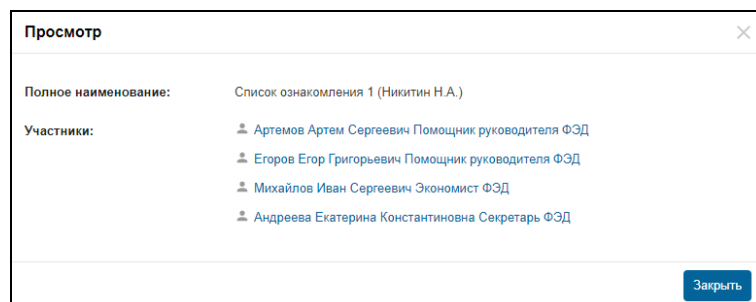 Просмотр
Полное наименование: Список ознакомления 1 (Никитин Н.А.)
Участники: Артемов Артем Сергеевич Помощник руководителя ФЭД
Егоров Егор Григорьевич Помощник руководителя ФЭД
Михайлов Иван Сергеевич Экономист ФЭД
Андреева Екатерина Константиновна Секретарь ФЭД
Закрыть